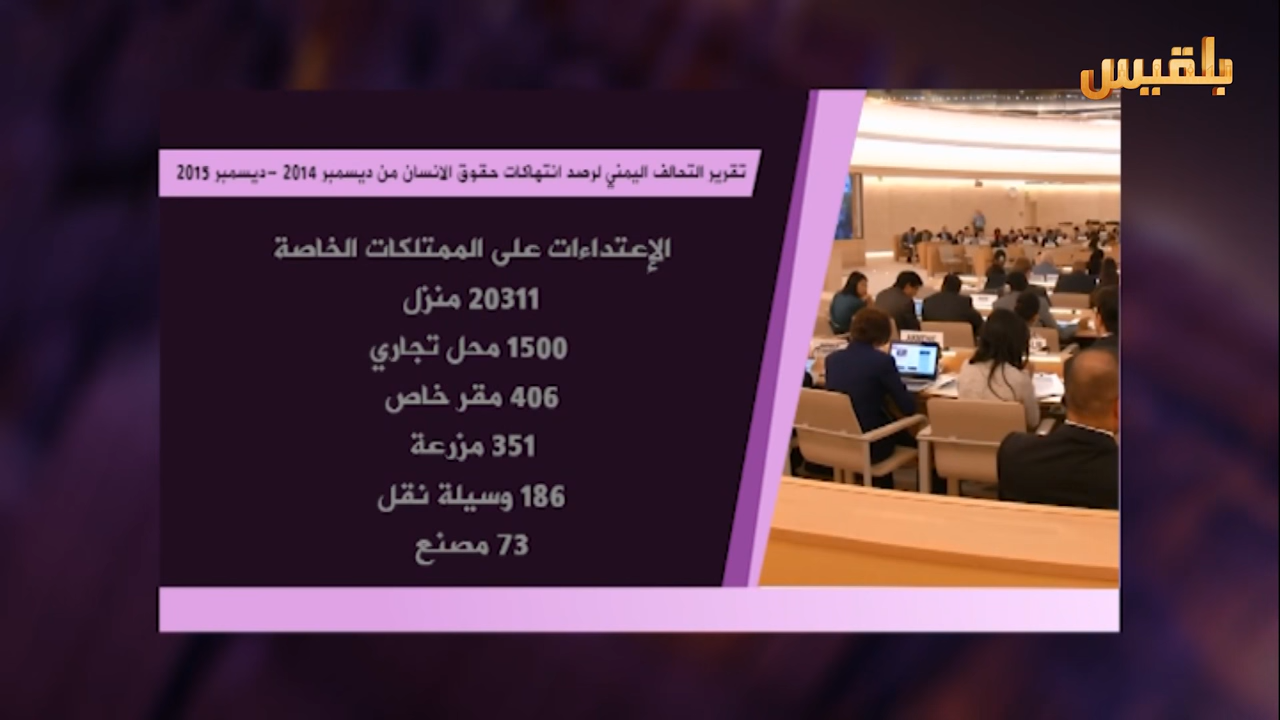 بلقيس
تقرير التحالف اليمني لرصد انتهاكات حقوق الانسان من ديسمبر 2014 -ديسمبر 2015
الإعتداءات على الممتلكات الخاصة
20311 منزل
1500 محل تجاري
406 مقر خاص
351 مزرعة
186 وسيلة نقل
73 مصنع